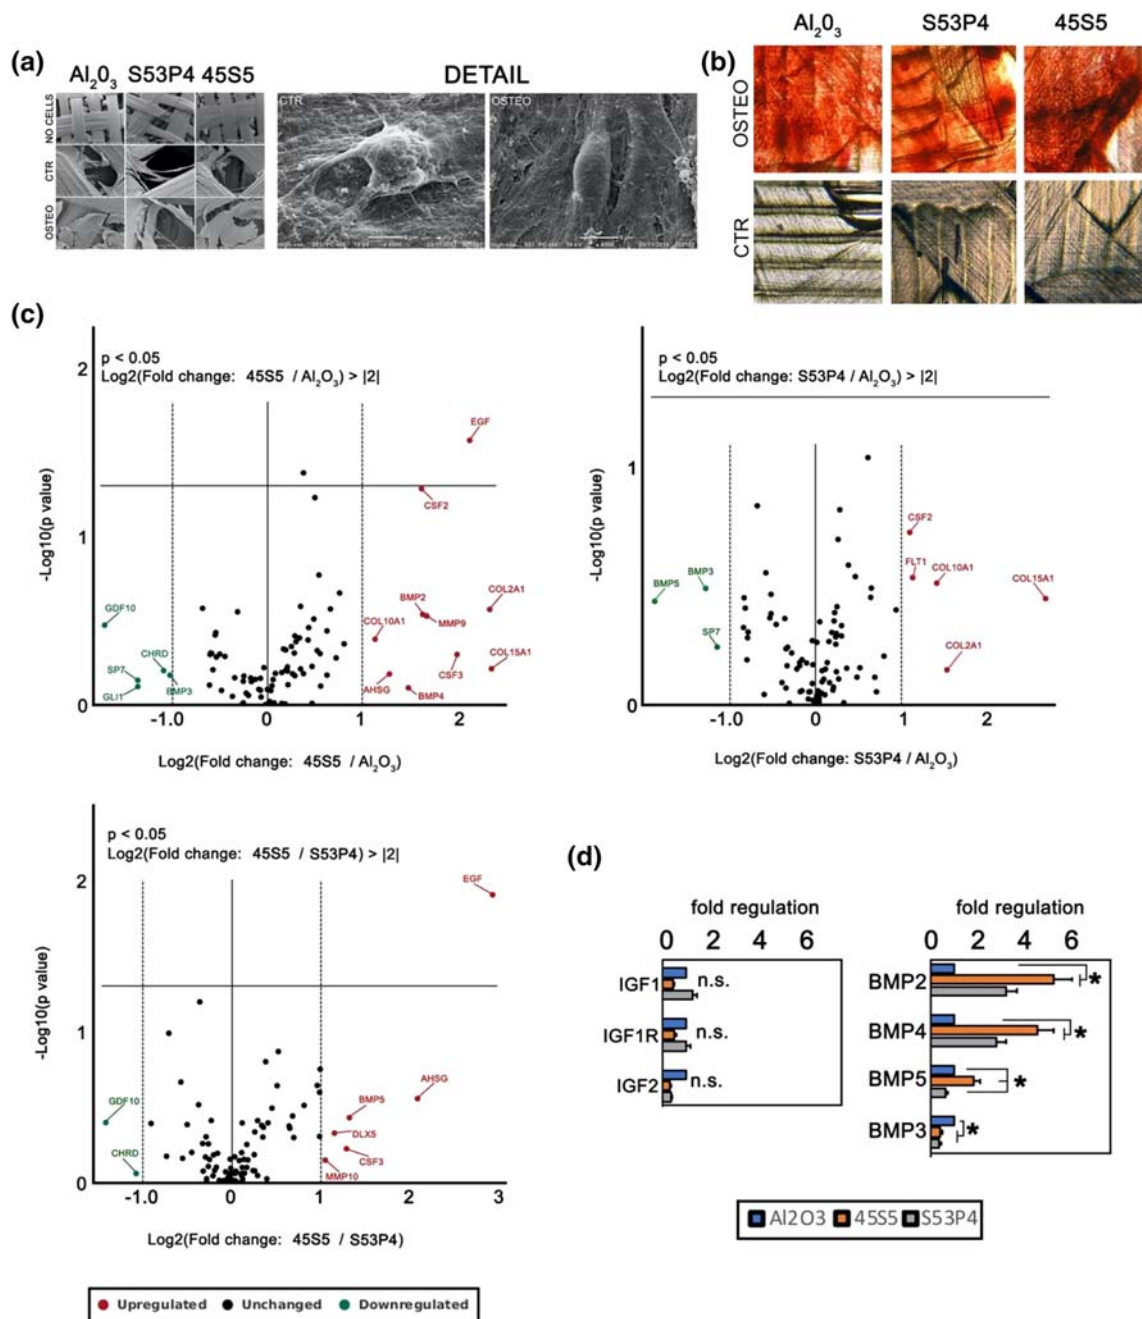 (a)
Al₂0₃ S53P4 45S5
DETAIL
NO CELLS
CTR
OSTEO
CTR
OSTEO
(b)
Al₂0₃ S53P4 45S5
OSTEO
CTR
(c)
p < 0.05
Log2(Fold change: 45S5 / Al₂O₃) > |2|
-Log10(p value)
2
1
0
EGF
CSF2
COL2A1
BMP2
MMP9
COL10A1
COL15A1
CSF3
AHSG
BMP4
GDF10
CHRD
SP7
BMP3
GLI1
-1.0 0 1 2
Log2(Fold change: 45S5 / Al₂O₃)
p < 0.05
Log2(Fold change: S53P4 / Al₂O₃) > |2|
-Log10(p value)
1
0
CSF2
FLT1
COL10A1
COL15A1
COL2A1
BMP3
BMP5
SP7
-1.0 0 1 2
Log2(Fold change: S53P4 / Al₂O₃)
p < 0.05
Log2(Fold change: 45S5 / S53P4) > |2|
-Log10(p value)
2
1
0
EGF
AHSG
BMP5
DLX5
CSF3
MMP10
GDF10
CHRD
-1.0 0 1 2 3
Log2(Fold change: 45S5 / S53P4)
Upregulated Unchanged Downregulated
(d)
fold regulation
0 2 4 6
IGF1 n.s.
IGF1R n.s.
IGF2 n.s.
fold regulation
0 2 4 6
BMP2 *
BMP4 *
BMP5 *
BMP3 *
Al2O3 45S5 S53P4